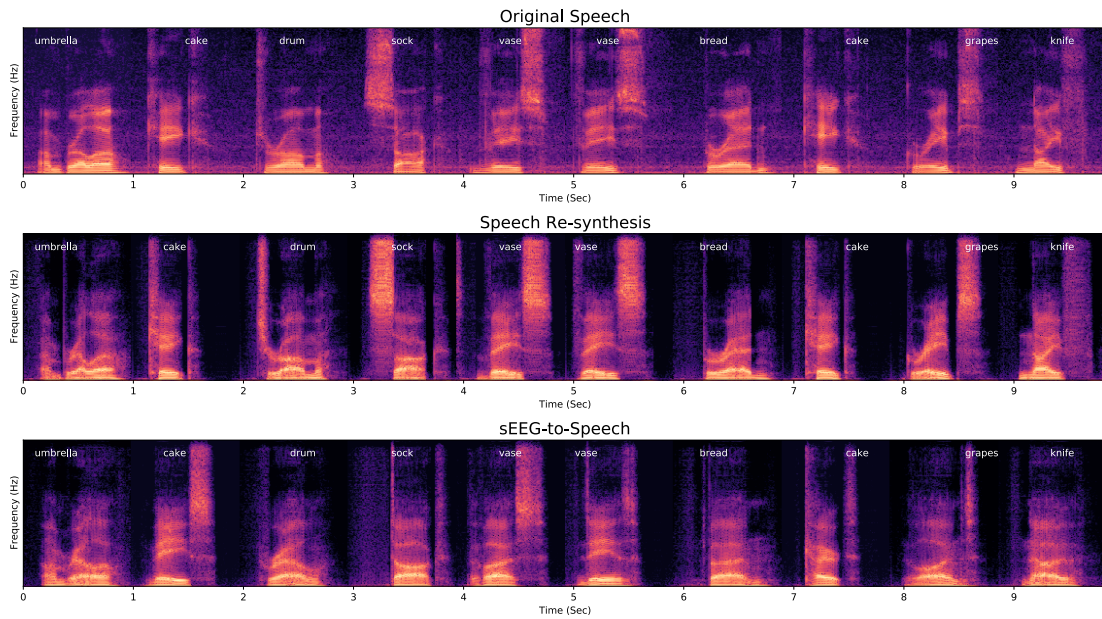 Original Speech
umbrella cake drum sock vase vase bread cake grapes knife
Frequency (Hz)
0 1 2 3 4 5 6 7 8 9
Time (Sec)
Speech Re-synthesis
umbrella cake drum sock vase vase bread cake grapes knife
Frequency (Hz)
0 1 2 3 4 5 6 7 8 9
Time (Sec)
sEEG-to-Speech
umbrella cake drum sock vase vase bread cake grapes knife
Frequency (Hz)
0 1 2 3 4 5 6 7 8 9
Time (Sec)